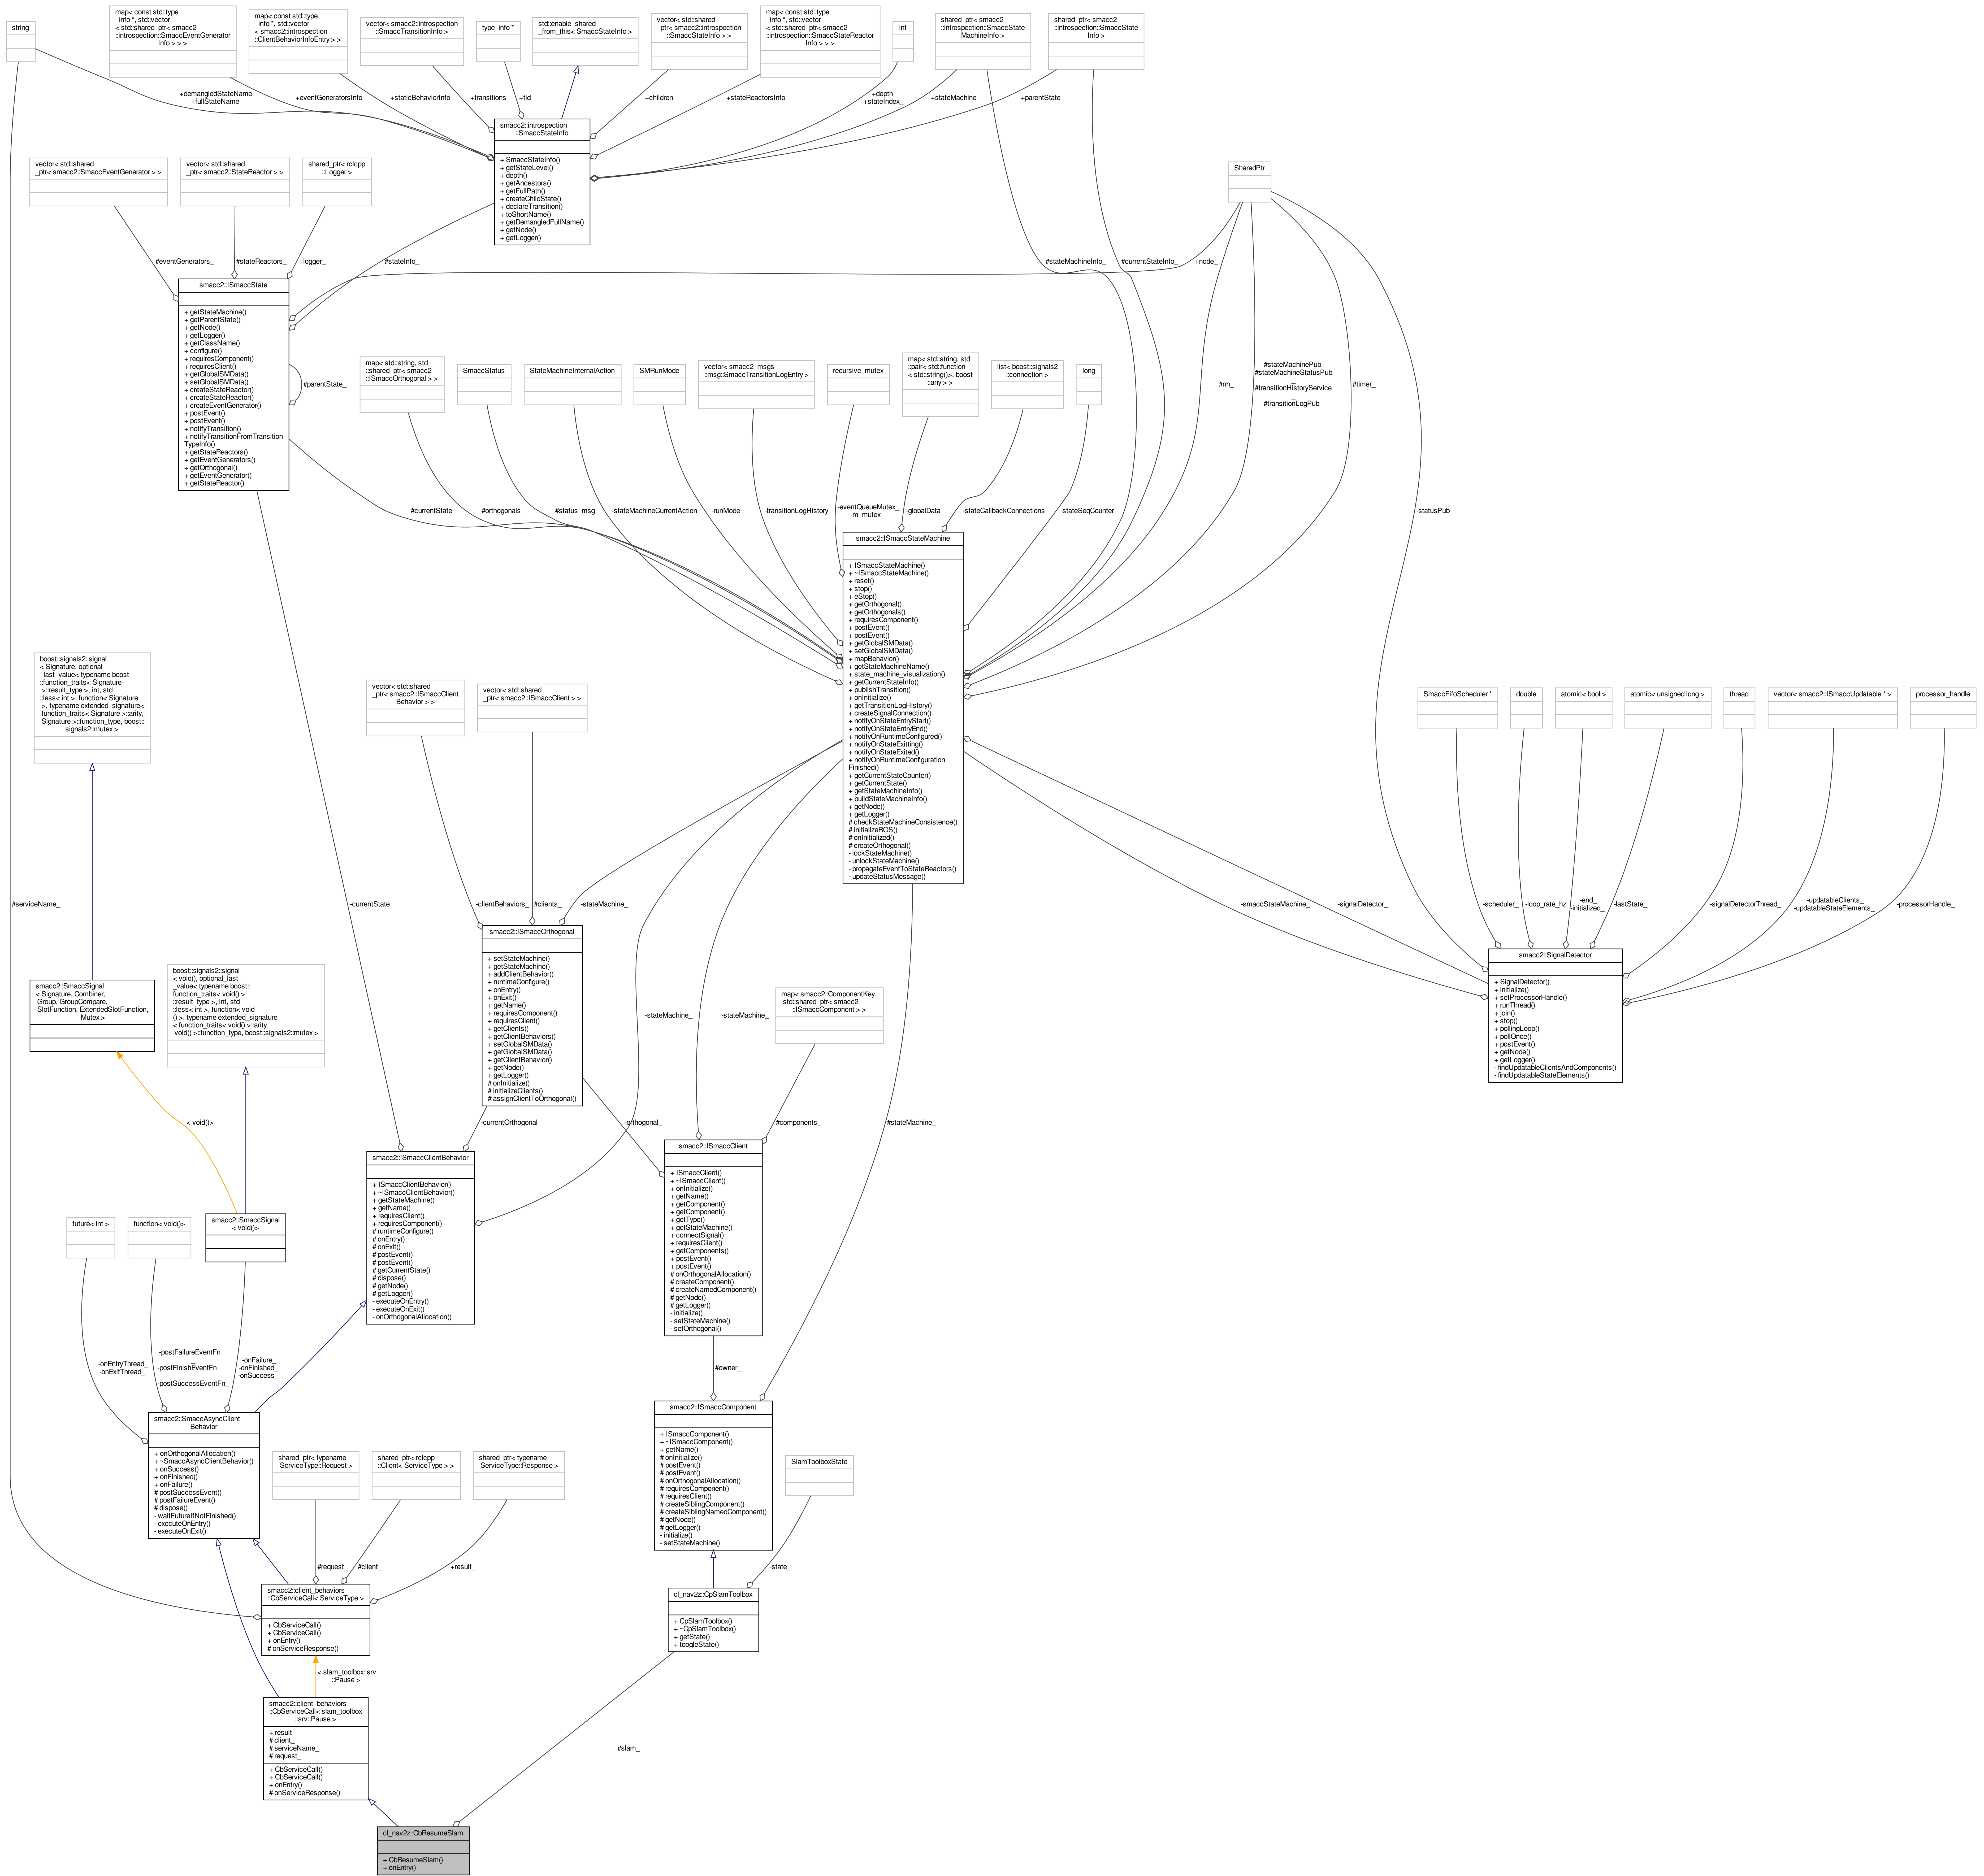 string
map< const std::type
_info *, std::vector
< std::shared_ptr< smacc2
::introspection::SmaccEventGenerator
Info > > >
map< const std::type
_info *, std::vector
< smacc2::introspection
::ClientBehaviorInfoEntry > >
vector< smacc2::introspection
::SmaccTransitionInfo >
type_info *
std::enable_shared
_from_this< SmaccStateInfo >
vector< std::shared
_ptr< smacc2::introspection
::SmaccStateInfo > >
map< const std::type
_info *, std::vector
< std::shared_ptr< smacc2
::introspection::SmaccStateReactor
Info > > >
int
shared_ptr< smacc2
::introspection::SmaccState
MachineInfo >
shared_ptr< smacc2
::introspection::SmaccState
Info >
+demangledStateName
+fullStateName
+eventGeneratorsInfo
+staticBehaviorInfo
+transitions_
+tid_
+children_
+stateReactorsInfo
+depth_
+stateIndex_
+stateMachine_
+parentState_
smacc2::introspection
::SmaccStateInfo
+ SmaccStateInfo()
+ getStateLevel()
+ depth()
+ getAncestors()
+ getFullPath()
+ createChildState()
+ declareTransition()
+ toShortName()
+ getDemangledFullName()
+ getNode()
+ getLogger()
vector< std::shared
_ptr< smacc2::SmaccEventGenerator > >
vector< std::shared
_ptr< smacc2::StateReactor > >
shared_ptr< rclcpp
::Logger >
SharedPtr
#eventGenerators_
#stateReactors_
+logger_
#stateInfo_
#stateMachineInfo_
#currentStateInfo_
+node_
smacc2::ISmaccState
+ getStateMachine()
+ getParentState()
+ getNode()
+ getLogger()
+ getClassName()
+ configure()
+ requiresComponent()
+ requiresClient()
+ getGlobalSMData()
+ setGlobalSMData()
+ createStateReactor()
+ createStateReactor()
+ createEventGenerator()
+ postEvent()
+ postEvent()
+ notifyTransition()
+ notifyTransitionFromTransition
TypeInfo()
+ getStateReactors()
+ getEventGenerators()
+ getOrthogonal()
+ getEventGenerator()
+ getStateReactor()
#parentState_
map< std::string, std
::shared_ptr< smacc2
::ISmaccOrthogonal > >
SmaccStatus
StateMachineInternalAction
SMRunMode
vector< smacc2_msgs
::msg::SmaccTransitionLogEntry >
recursive_mutex
map< std::string, std
::pair< std::function
< std::string()>, boost
::any > >
list< boost::signals2
::connection >
long
#nh_
#stateMachinePub_
#stateMachineStatusPub
_
#transitionHistoryService
_
#transitionLogPub_
#timer_
#currentState_
#orthogonals_
#status_msg_
-stateMachineCurrentAction
-runMode_
-transitionLogHistory_
-eventQueueMutex_
-m_mutex_
-globalData_
-stateCallbackConnections
-stateSeqCounter_
-statusPub_
smacc2::ISmaccStateMachine
+ ISmaccStateMachine()
+ ~ISmaccStateMachine()
+ reset()
+ stop()
+ eStop()
+ getOrthogonal()
+ getOrthogonals()
+ requiresComponent()
+ postEvent()
+ postEvent()
+ getGlobalSMData()
+ setGlobalSMData()
+ mapBehavior()
+ getStateMachineName()
+ state_machine_visualization()
+ getCurrentStateInfo()
+ publishTransition()
+ onInitialize()
+ getTransitionLogHistory()
+ createSignalConnection()
+ notifyOnStateEntryStart()
+ notifyOnStateEntryEnd()
+ notifyOnRuntimeConfigured()
+ notifyOnStateExitting()
+ notifyOnStateExited()
+ notifyOnRuntimeConfiguration
Finished()
+ getCurrentStateCounter()
+ getCurrentState()
+ getStateMachineInfo()
+ buildStateMachineInfo()
+ getNode()
+ getLogger()
# checkStateMachineConsistence()
# initializeROS()
# onInitialized()
# createOrthogonal()
- lockStateMachine()
- unlockStateMachine()
- propagateEventToStateReactors()
- updateStatusMessage()
boost::signals2::signal
< Signature, optional
_last_value< typename boost
::function_traits< Signature
>::result_type >, int, std
::less< int >, function< Signature
>, typename extended_signature<
function_traits< Signature >::arity,
Signature >::function_type, boost::
signals2::mutex >
vector< std::shared
_ptr< smacc2::ISmaccClient
Behavior > >
vector< std::shared
_ptr< smacc2::ISmaccClient > >
SmaccFifoScheduler *
double
atomic< bool >
atomic< unsigned long >
thread
vector< smacc2::ISmaccUpdatable * >
processor_handle
#serviceName_
-currentState
-clientBehaviors_
#clients_
-stateMachine_
-smaccStateMachine_
-signalDetector_
-scheduler_
-loop_rate_hz
-end_
-initialized_
-lastState_
-signalDetectorThread_
-updatableClients_
-updatableStateElements_
-processorHandle_
smacc2::ISmaccOrthogonal
+ setStateMachine()
+ getStateMachine()
+ addClientBehavior()
+ runtimeConfigure()
+ onEntry()
+ onExit()
+ getName()
+ requiresComponent()
+ requiresClient()
+ getClients()
+ getClientBehaviors()
+ setGlobalSMData()
+ getGlobalSMData()
+ getClientBehavior()
+ getNode()
+ getLogger()
# onInitialize()
# initializeClients()
# assignClientToOrthogonal()
smacc2::SignalDetector
+ SignalDetector()
+ initialize()
+ setProcessorHandle()
+ runThread()
+ join()
+ stop()
+ pollingLoop()
+ pollOnce()
+ postEvent()
+ getNode()
+ getLogger()
- findUpdatableClientsAndComponents()
- findUpdatableStateElements()
smacc2::SmaccSignal
< Signature, Combiner,
Group, GroupCompare,
SlotFunction, ExtendedSlotFunction,
Mutex >
boost::signals2::signal
< void(), optional_last
_value< typename boost::
function_traits< void()>
::result_type >, int, std
::less< int >, function< void
() >, typename extended_signature
< function_traits< void()>::arity,
void()>::function_type, boost::signals2::mutex >
map< smacc2::ComponentKey,
std::shared_ptr< smacc2
::ISmaccComponent > >
-stateMachine_
-stateMachine_
< void()>
-currentOrthogonal
-orthogonal_
#components_
#stateMachine_
smacc2::ISmaccClientBehavior
+ ISmaccClientBehavior()
+ ~ISmaccClientBehavior()
+ getStateMachine()
+ getName()
+ requiresClient()
+ requiresComponent()
# runtimeConfigure()
# onEntry()
# onExit()
# postEvent()
# postEvent()
# getCurrentState()
# dispose()
# getNode()
# getLogger()
- executeOnEntry()
- executeOnExit()
- onOrthogonalAllocation()
smacc2::ISmaccClient
+ ISmaccClient()
+ ~ISmaccClient()
+ onInitialize()
+ getName()
+ getComponent()
+ getComponent()
+ getType()
+ getStateMachine()
+ connectSignal()
+ requiresClient()
+ getComponents()
+ postEvent()
+ postEvent()
# onOrthogonalAllocation()
# createComponent()
# createNamedComponent()
# getNode()
# getLogger()
- initialize()
- setStateMachine()
- setOrthogonal()
future< int >
function< void()>
smacc2::SmaccSignal
< void()>
-onEntryThread_
-onExitThread_
-postFailureEventFn
_
-postFinishEventFn
_
-postSuccessEventFn_
-onFailure_
-onFinished_
-onSuccess_
#owner_
smacc2::SmaccAsyncClient
Behavior
+ onOrthogonalAllocation()
+ ~SmaccAsyncClientBehavior()
+ onSuccess()
+ onFinished()
+ onFailure()
# postSuccessEvent()
# postFailureEvent()
# dispose()
- waitFutureIfNotFinished()
- executeOnEntry()
- executeOnExit()
shared_ptr< typename
ServiceType::Request >
shared_ptr< rclcpp
::Client< ServiceType > >
shared_ptr< typename
ServiceType::Response >
smacc2::ISmaccComponent
+ ISmaccComponent()
+ ~ISmaccComponent()
+ getName()
# onInitialize()
# postEvent()
# postEvent()
# onOrthogonalAllocation()
# requiresComponent()
# requiresClient()
# createSiblingComponent()
# createSiblingNamedComponent()
# getNode()
# getLogger()
- initialize()
- setStateMachine()
SlamToolboxState
#request_
#client_
+result_
-state_
smacc2::client_behaviors
::CbServiceCall< ServiceType >
+ CbServiceCall()
+ CbServiceCall()
+ onEntry()
# onServiceResponse()
cl_nav2z::CpSlamToolbox
+ CpSlamToolbox()
+ ~CpSlamToolbox()
+ getState()
+ toogleState()
< slam_toolbox::srv
::Pause >
smacc2::client_behaviors
::CbServiceCall< slam_toolbox
::srv::Pause >
+ result_
# client_
# serviceName_
# request_
+ CbServiceCall()
+ CbServiceCall()
+ onEntry()
# onServiceResponse()
#slam_
cl_nav2z::CbResumeSlam
+ CbResumeSlam()
+ onEntry()